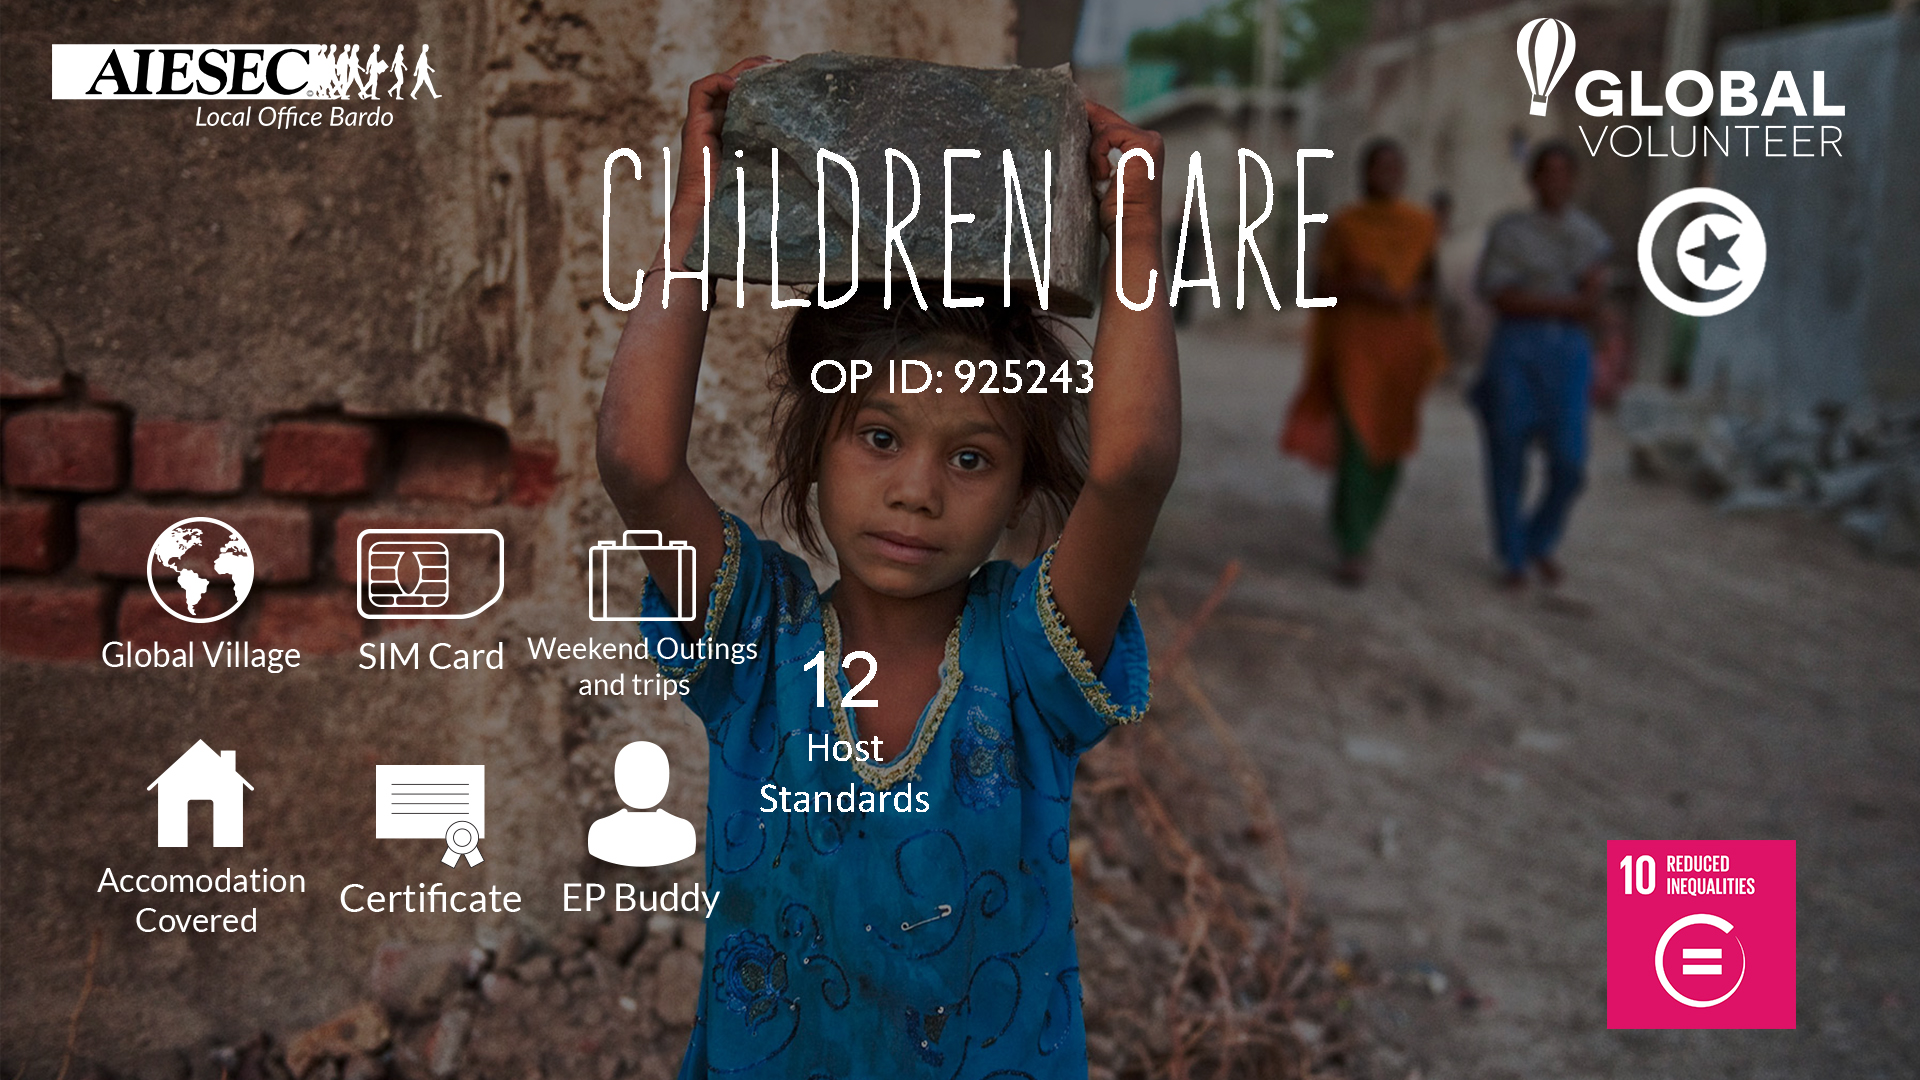 AIESEC
Local Office Bardo
GLOBAL
VOLUNTEER
CHiLDREN CARE
OP ID: 925243
Global Village
SIM Card
Weekend Outings
and trips
12
Host
Standards
Accomodation
Covered
Certificate
EP Buddy
10 REDUCED
INEQUALITIES